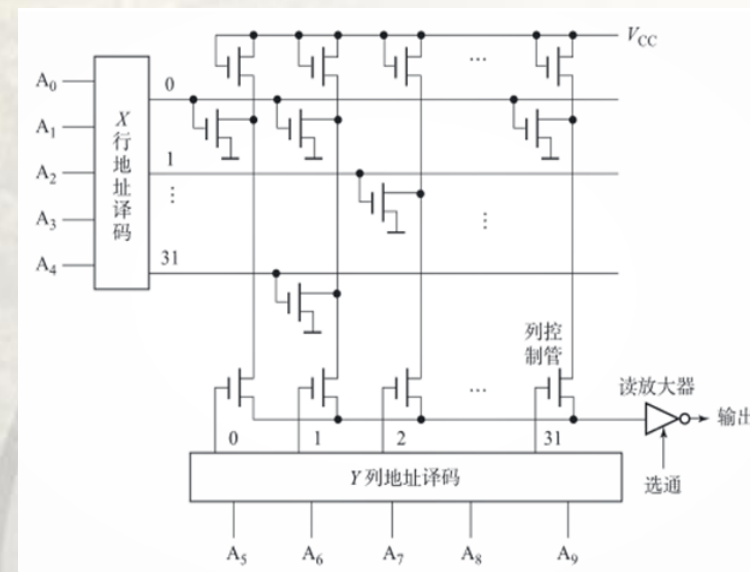 V_CC
A₀
A₁
A₂
A₃
A₄
X
行
地
址
译
码
0
1
⋮
31
…
⋮
列控
制管
…
读放大器
输出
选通
0
1
2
31
Y列地址译码
A₅
A₆
A₇
A₈
A₉